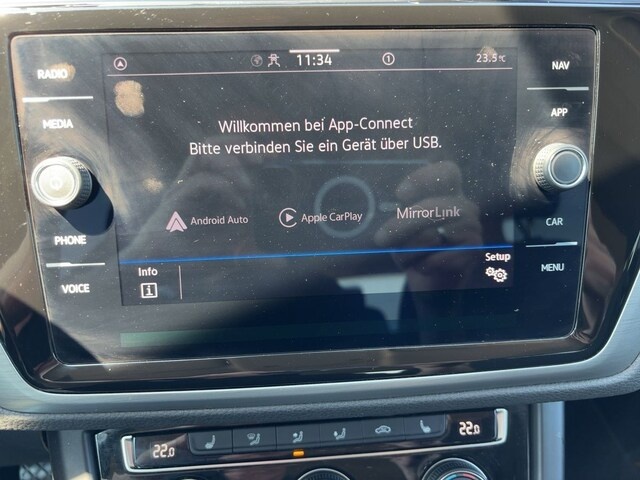 RADIO
MEDIA
PHONE
VOICE
11:34
1
23.5°C
Willkommen bei App-Connect
Bitte verbinden Sie ein Gerät über USB.
Android Auto
Apple CarPlay
MirrorLink
Info
i
Setup
NAV
APP
CAR
MENU
22.0
22.0